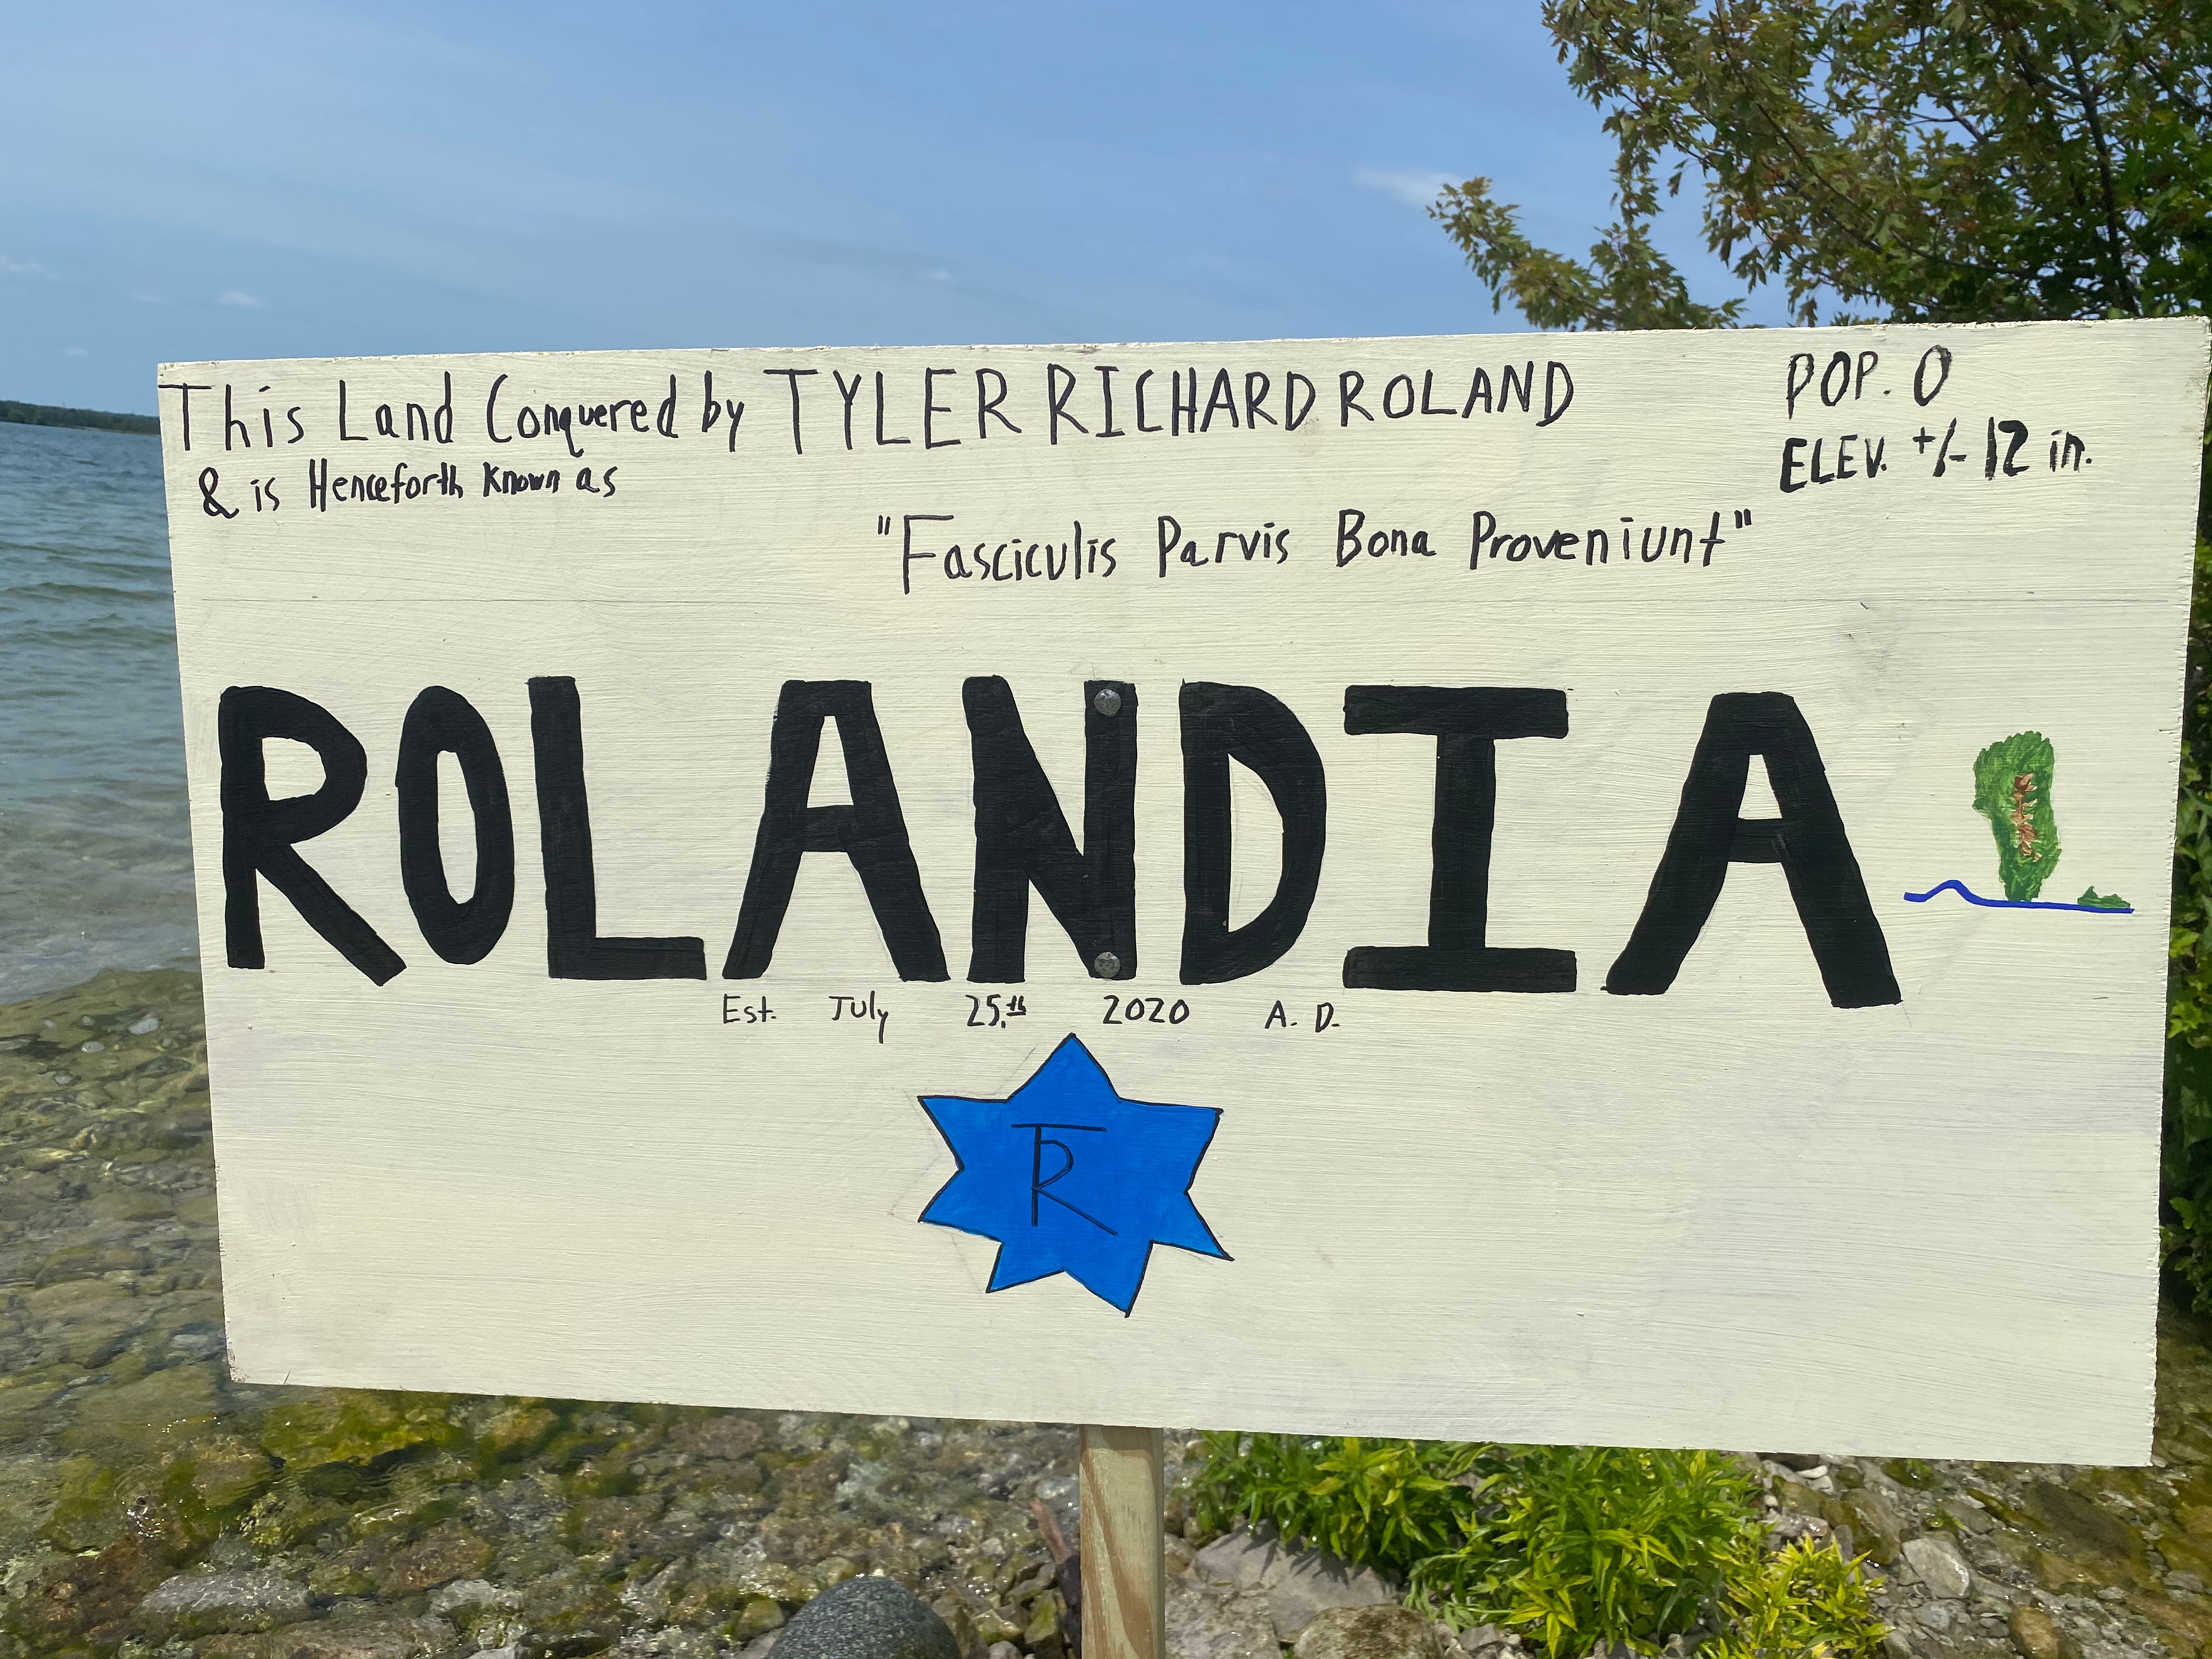 This Land Conquered by TYLER RICHARD ROLAND
& is Henceforth Known as
POP. 0
ELEV. +/- 12 in.
"Fasciculis Parvis Bona Proveniunt"
ROLANDIA
Est. July 25th 2020 A. D.
TR